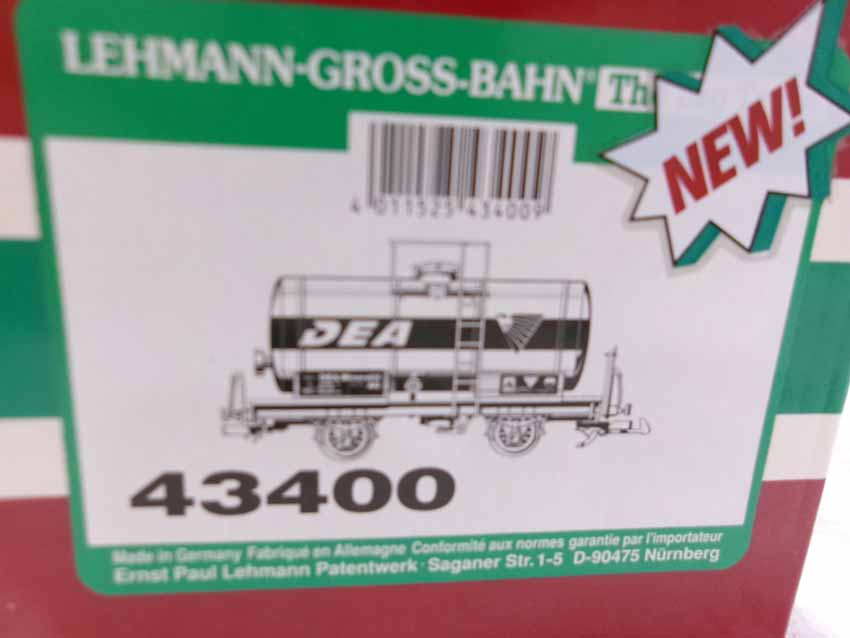 LEHMANN-GROSS-BAHN® The
NEW!
4 011525 434009
DEA
43400
Made in Germany Fabriqué en Allemagne Conformité aux normes garantie par l'importateur
Ernst Paul Lehmann Patentwerk · Saganer Str. 1-5 D-90475 Nürnberg